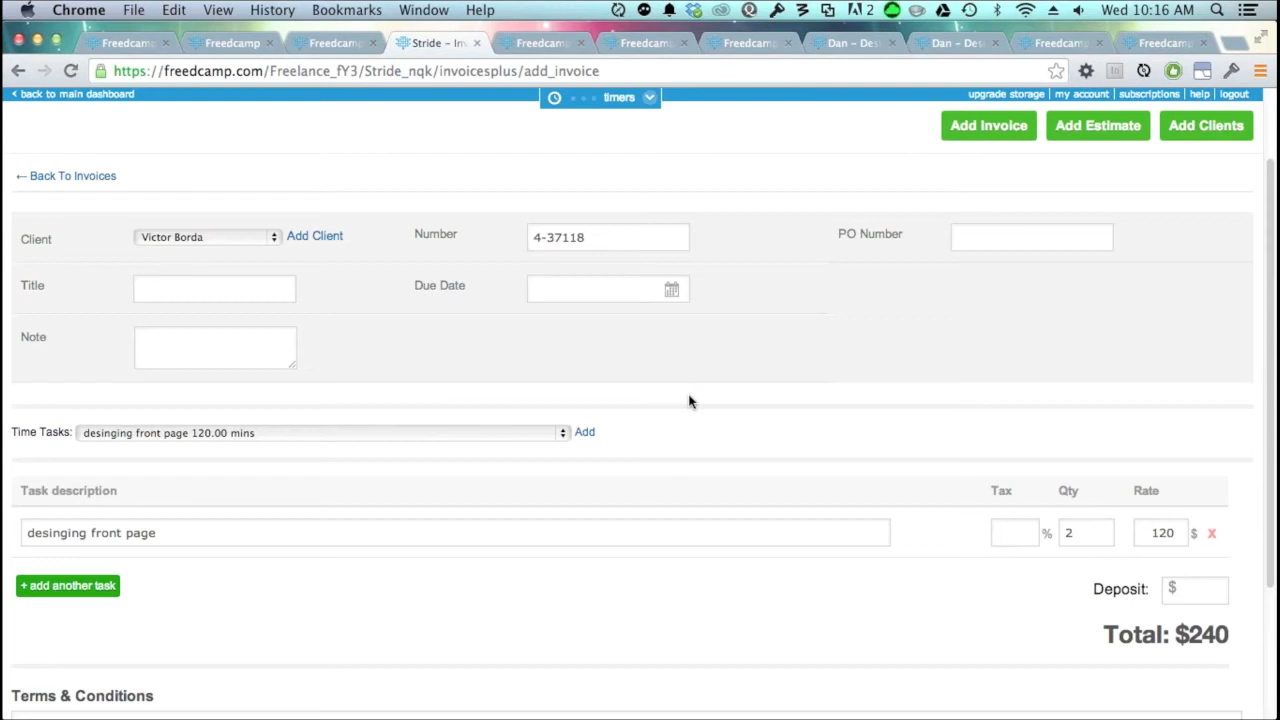 Chrome File Edit View History Bookmarks Window Help 2 Wed 10:16 AM
Freedcamp Freedcamp Freedcamp Stride – Inv Freedcamp Freedcamp Freedcamp Dan – Des Dan – Des Freedcamp Freedcamp
https://freedcamp.com/Freelance_fY3/Stride_nqk/invoicesplus/add_invoice
< back to main dashboard timers upgrade storage | my account | subscriptions | help | logout
Add Invoice Add Estimate Add Clients
← Back To Invoices
Client Victor Borda Add Client Number 4-37118 PO Number
Title Due Date
Note
Time Tasks: desinging front page 120.00 mins Add
Task description Tax Qty Rate
desinging front page % 2 120 $ X
+ add another task Deposit: $
Total: $240
Terms & Conditions